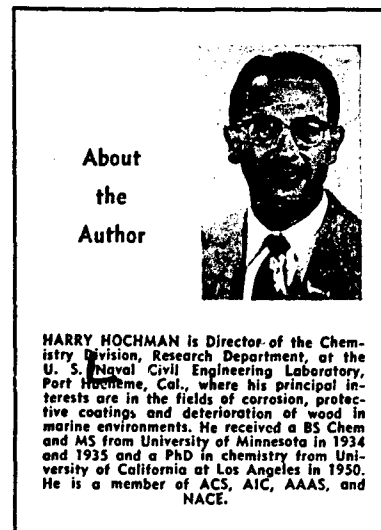 About
the
Author
HARRY HOCHMAN is Director of the Chem-
istry Division, Research Department, at the
U. S. Naval Civil Engineering Laboratory,
Port Hueneme, Cal., where his principal in-
terests are in the fields of corrosion, protec-
tive coatings and deterioration of wood in
marine environments. He received a BS Chem
and MS from University of Minnesota in 1934
and 1935 and a PhD in chemistry from Uni-
versity of California at Los Angeles in 1950.
He is a member of ACS, AIC, AAAS, and
NACE.